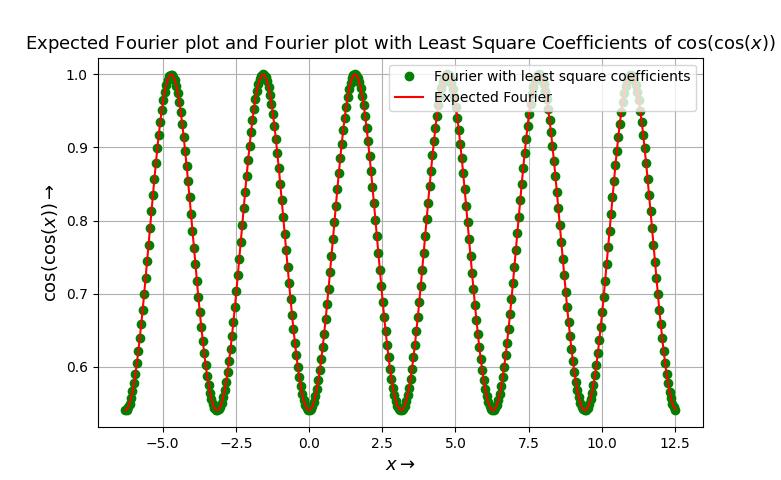 Expected Fourier plot and Fourier plot with Least Square Coefficients of cos(cos(x))
Fourier with least square coefficients
Expected Fourier
1.0
0.9
0.8
0.7
0.6
cos(cos(x)) →
−5.0 −2.5 0.0 2.5 5.0 7.5 10.0 12.5
x →